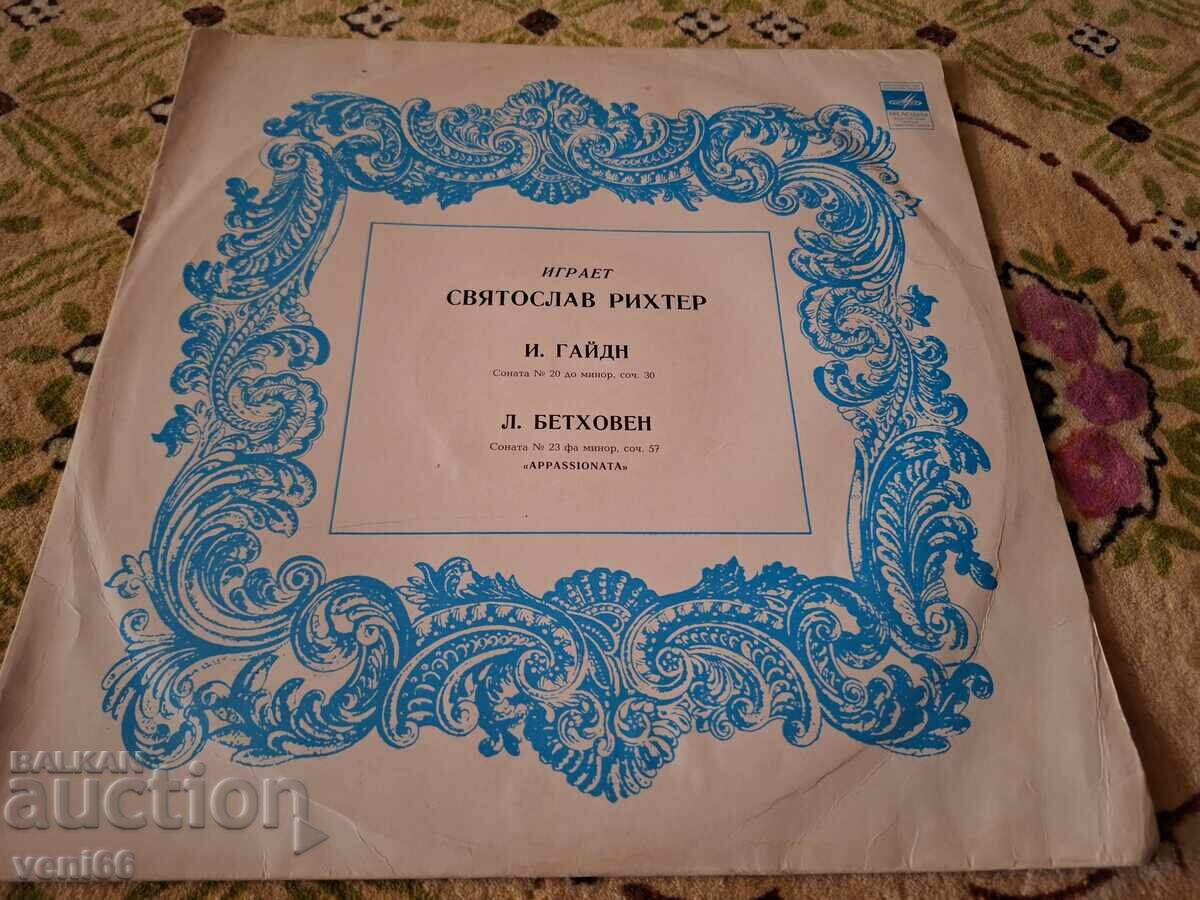 МЕЛОДИЯ
ИГРАЕТ
СВЯТОСЛАВ РИХТЕР
И. ГАЙДН
Соната № 20 до минор, соч. 30
Л. БЕТХОВЕН
Соната № 23 фа минор, соч. 57
«APPASSIONATA»
BALKAN
auction
veni66